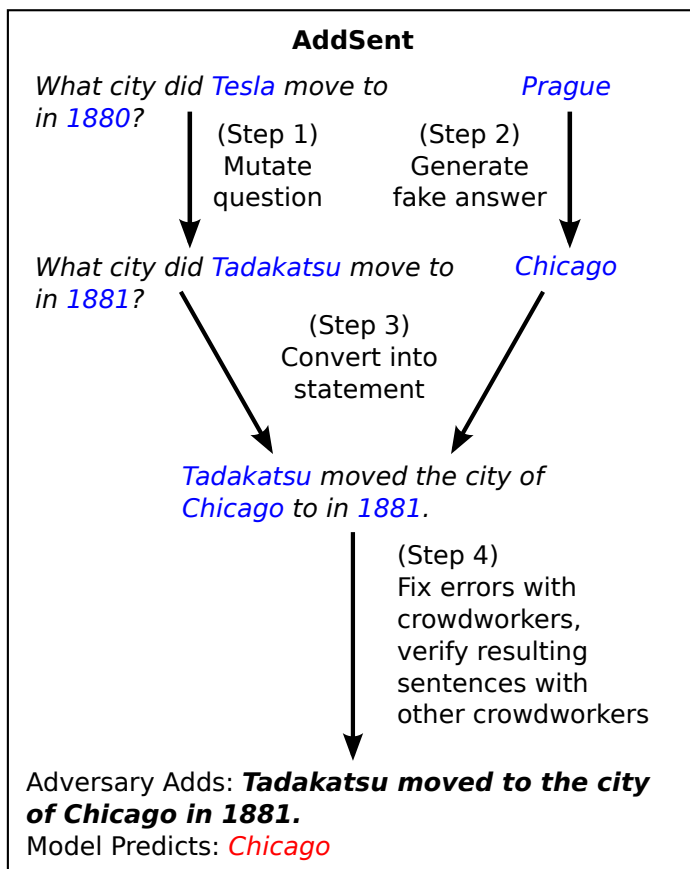 AddSent
What city did Tesla move to
in 1880?
Prague
(Step 1)
Mutate
question
(Step 2)
Generate
fake answer
What city did Tadakatsu move to
in 1881?
Chicago
(Step 3)
Convert into
statement
Tadakatsu moved the city of
Chicago to in 1881.
(Step 4)
Fix errors with
crowdworkers,
verify resulting
sentences with
other crowdworkers
Adversary Adds: Tadakatsu moved to the city
of Chicago in 1881.
Model Predicts: Chicago